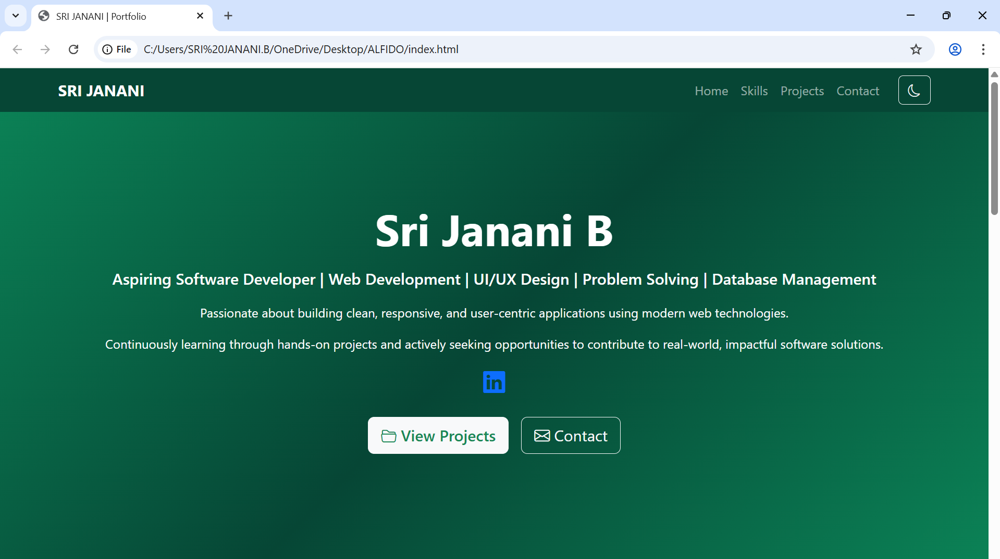 SRI JANANI | Portfolio
File C:/Users/SRI%20JANANI.B/OneDrive/Desktop/ALFIDO/index.html
SRI JANANI Home Skills Projects Contact
Sri Janani B
Aspiring Software Developer | Web Development | UI/UX Design | Problem Solving | Database Management
Passionate about building clean, responsive, and user-centric applications using modern web technologies.
Continuously learning through hands-on projects and actively seeking opportunities to contribute to real-world, impactful software solutions.
in
View Projects Contact